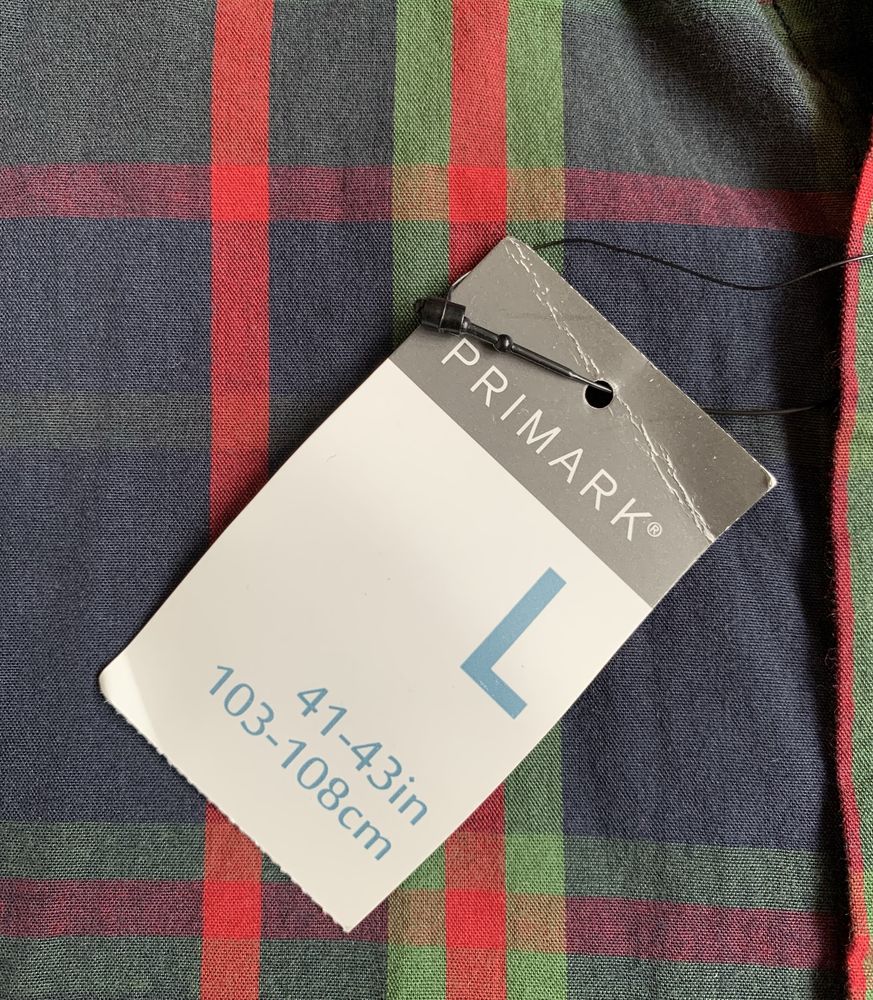 PRIMARK®
L
41-43in
103-108cm